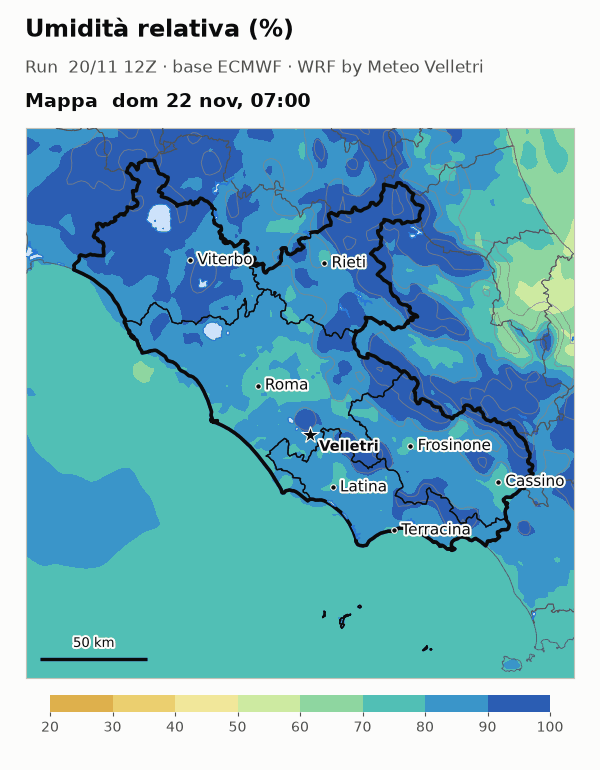 Umidità relativa (%)
Run 20/11 12Z · base ECMWF · WRF by Meteo Velletri
Mappa dom 22 nov, 07:00
Viterbo
Rieti
Roma
Velletri
Frosinone
Cassino
Latina
Terracina
50 km
20 30 40 50 60 70 80 90 100